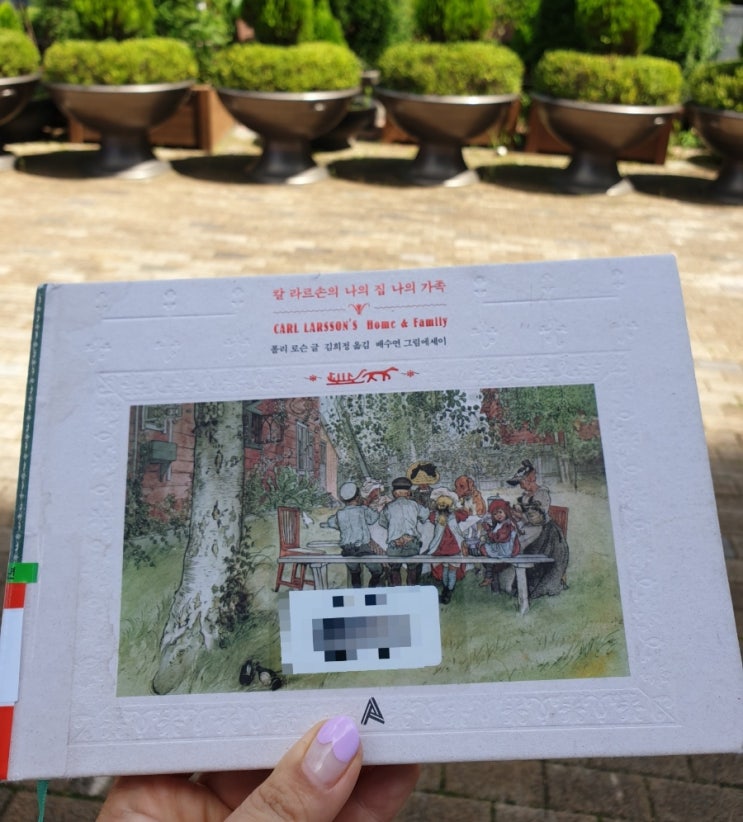 칼 라르손의 나의 집 나의 가족
CARL LARSSON'S Home & Family
폴리 로슨 글 김희정 옮김 배수연 그림에세이